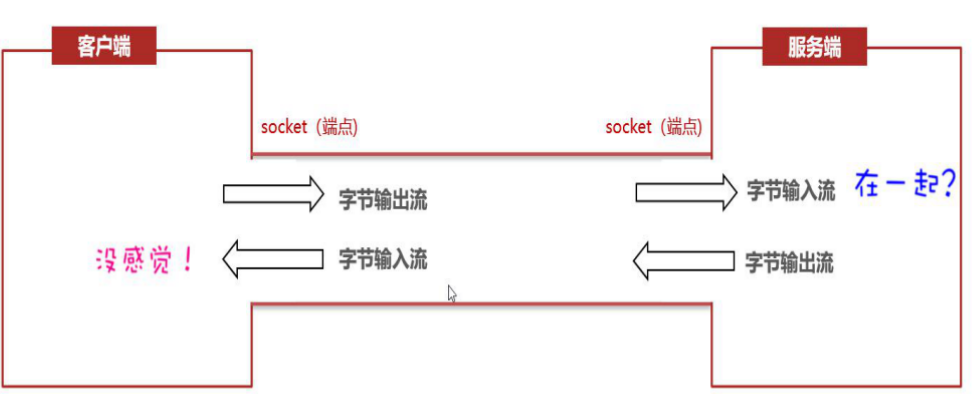 客户端
服务端
socket (端点)
socket (端点)
字节输出流
字节输入流
在一起?
没感觉!
字节输入流
字节输出流